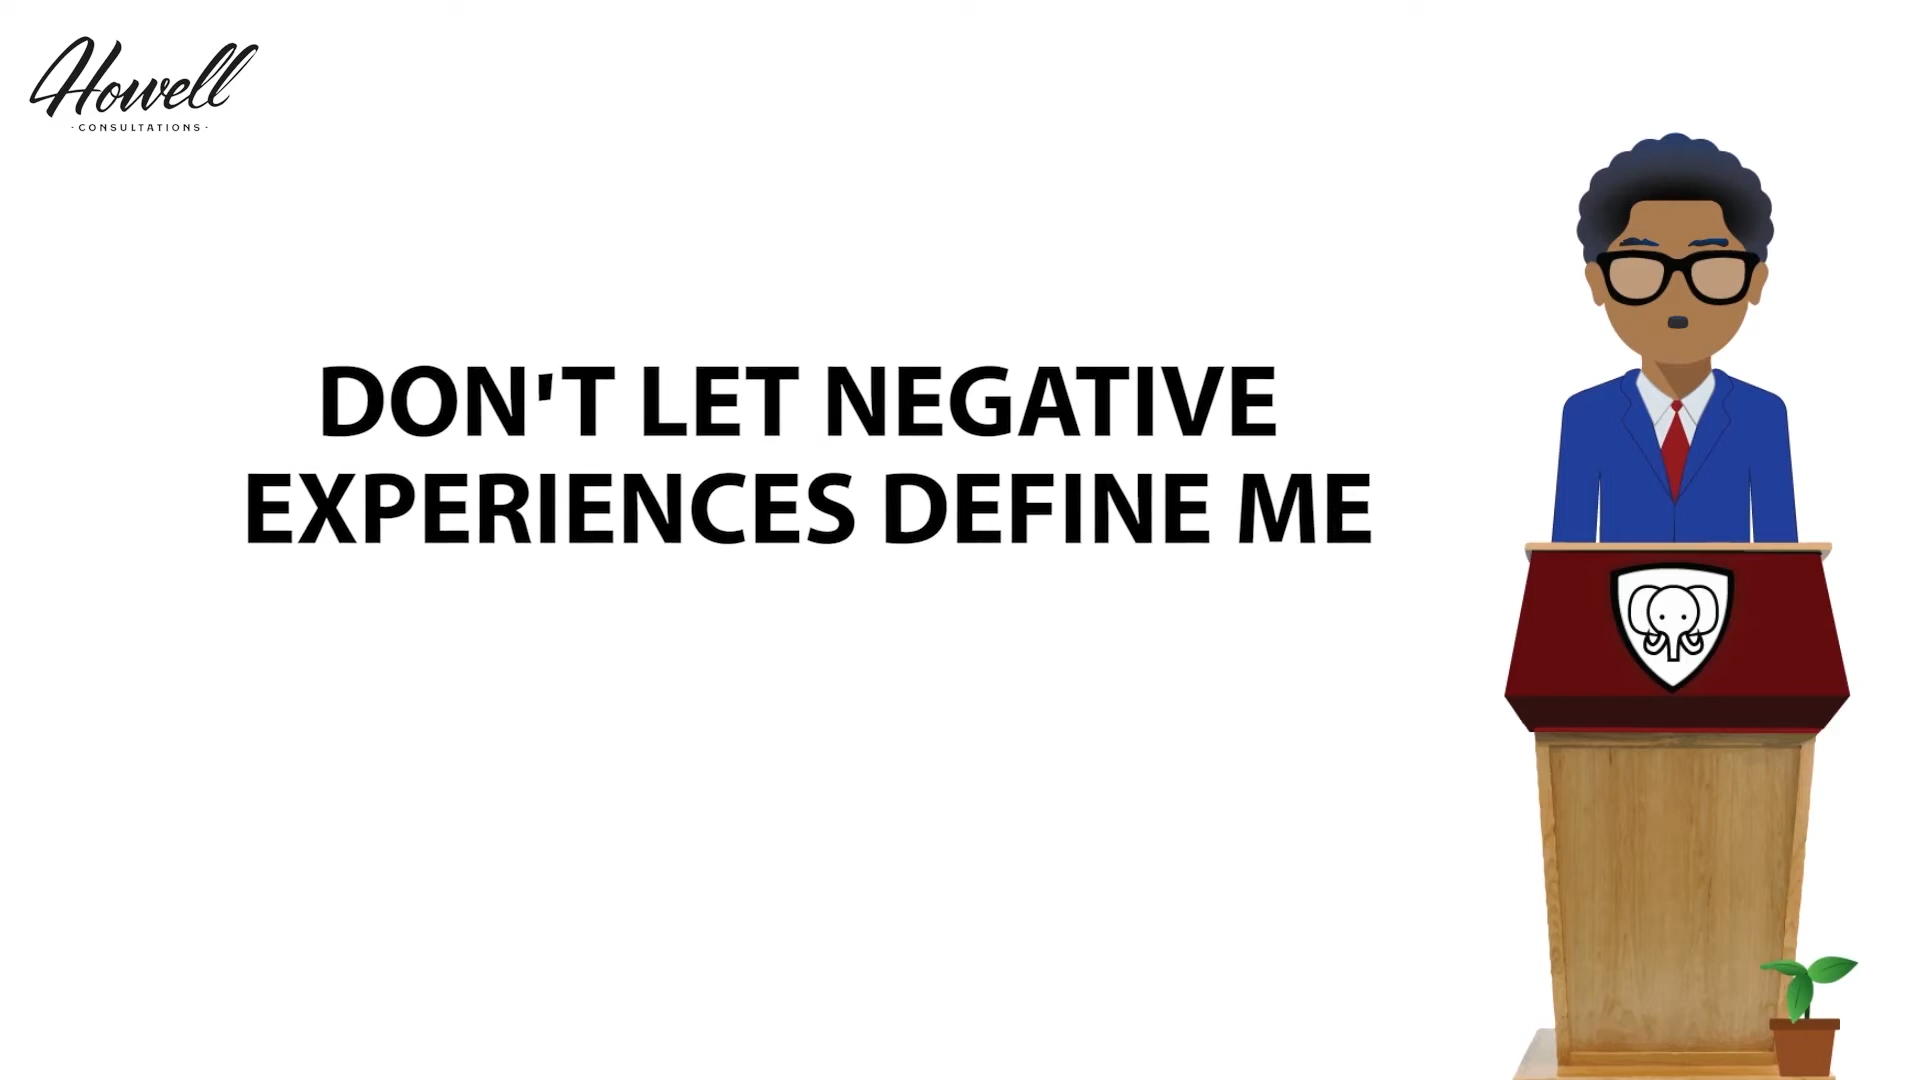 Howell
· CONSULTATIONS ·
DON'T LET NEGATIVE
EXPERIENCES DEFINE ME